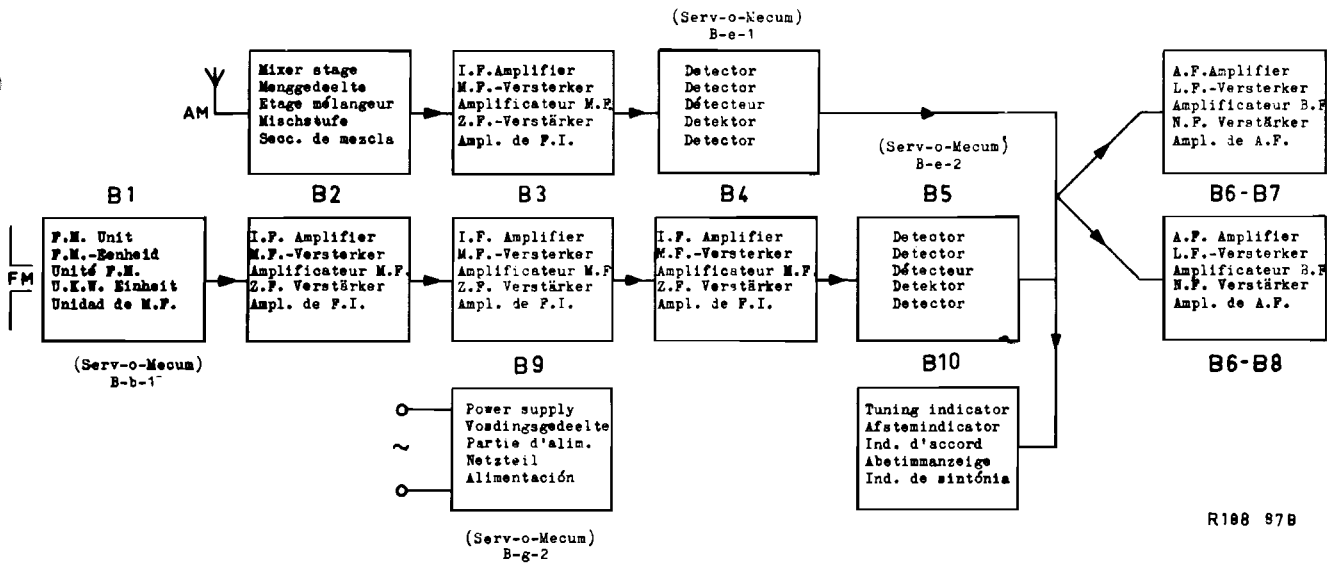 (Serv-o-Mecum)
B-e-1
AM
Mixer stage
Menggedeelte
Etage mélangeur
Mischstufe
Secc. de mezcla
I.F.Amplifier
M.F.-Versterker
Amplificateur M.F.
Z.F.-Verstärker
Ampl. de F.I.
Detector
Detector
Détecteur
Detektor
Detector
A.F.Amplifier
L.F.-Versterker
Amplificateur B.F
N.F. Verstärker
Ampl. de A.F.
(Serv-o-Mecum)
B-e-2
B1
B2
B3
B4
B5
B6-B7
FM
F.M. Unit
F.M.-Eenheid
Unité F.M.
U.K.W. Einheit
Unidad de M.F.
I.F. Amplifier
M.F.-Versterker
Amplificateur M.F
Z.F. Verstärker
Ampl. de F.I.
I.F. Amplifier
M.F.-Versterker
Amplificateur M.F
Z.F. Verstärker
Ampl. de F.I.
I.F. Amplifier
M.F.-Versterker
Amplificateur M.F.
Z.F. Verstärker
Ampl. de F.I.
Detector
Detector
Détecteur
Detektor
Detector
A.F. Amplifier
L.F.-Versterker
Amplificateur B.F
N.F. Verstärker
Ampl. de A.F.
(Serv-o-Mecum)
B-b-1
B9
B10
B6-B8
~
Power supply
Voedingsgedeelte
Partie d'alim.
Netzteil
Alimentación
Tuning indicator
Afstemindicator
Ind. d'accord
Abstimmanzeige
Ind. de sintónia
(Serv-o-Mecum)
B-g-2
R188 97B